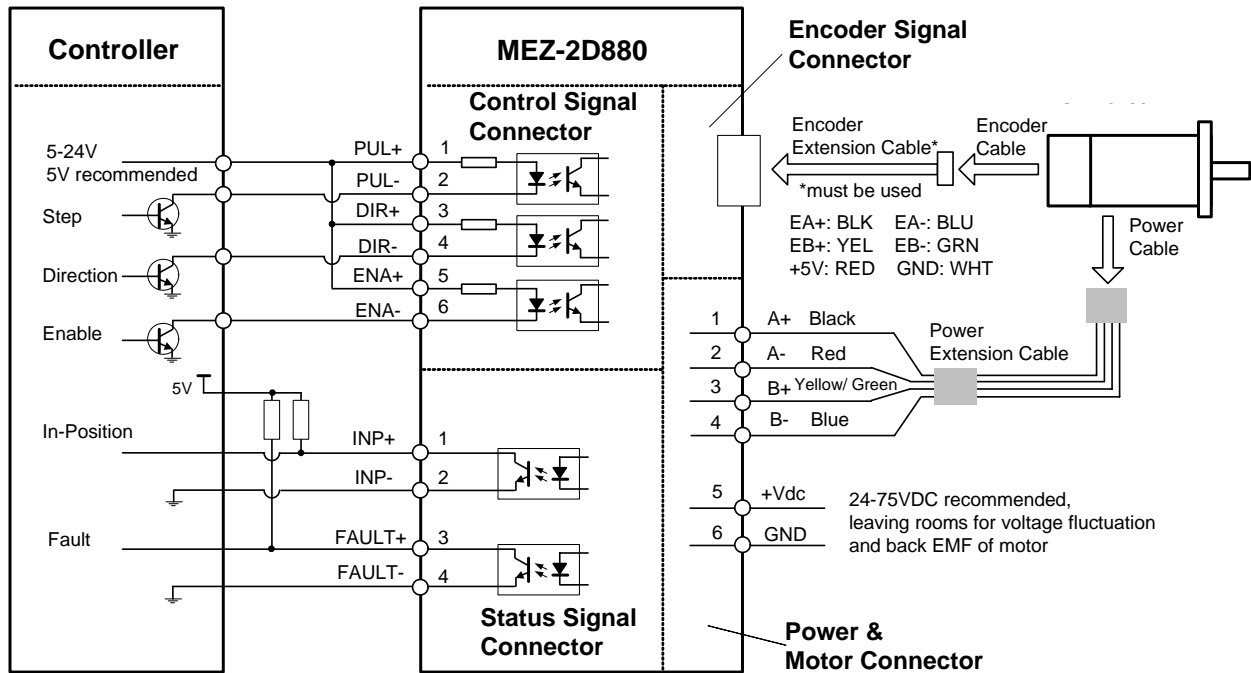 Controller
MEZ-2D880
Encoder Signal
Connector
Control Signal
Connector
5-24V
5V recommended
Step
Direction
Enable
5V
In-Position
Fault
PUL+ 1
PUL- 2
DIR+ 3
DIR- 4
ENA+ 5
ENA- 6
INP+ 1
INP- 2
FAULT+ 3
FAULT- 4
Status Signal
Connector
Encoder
Extension Cable*
*must be used
Encoder
Cable
EA+: BLK EA-: BLU
EB+: YEL EB-: GRN
+5V: RED GND: WHT
Power
Cable
1 A+ Black
2 A- Red
3 B+ Yellow/ Green
4 B- Blue
Power
Extension Cable
5 +Vdc
6 GND
24-75VDC recommended,
leaving rooms for voltage fluctuation
and back EMF of motor
Power &
Motor Connector